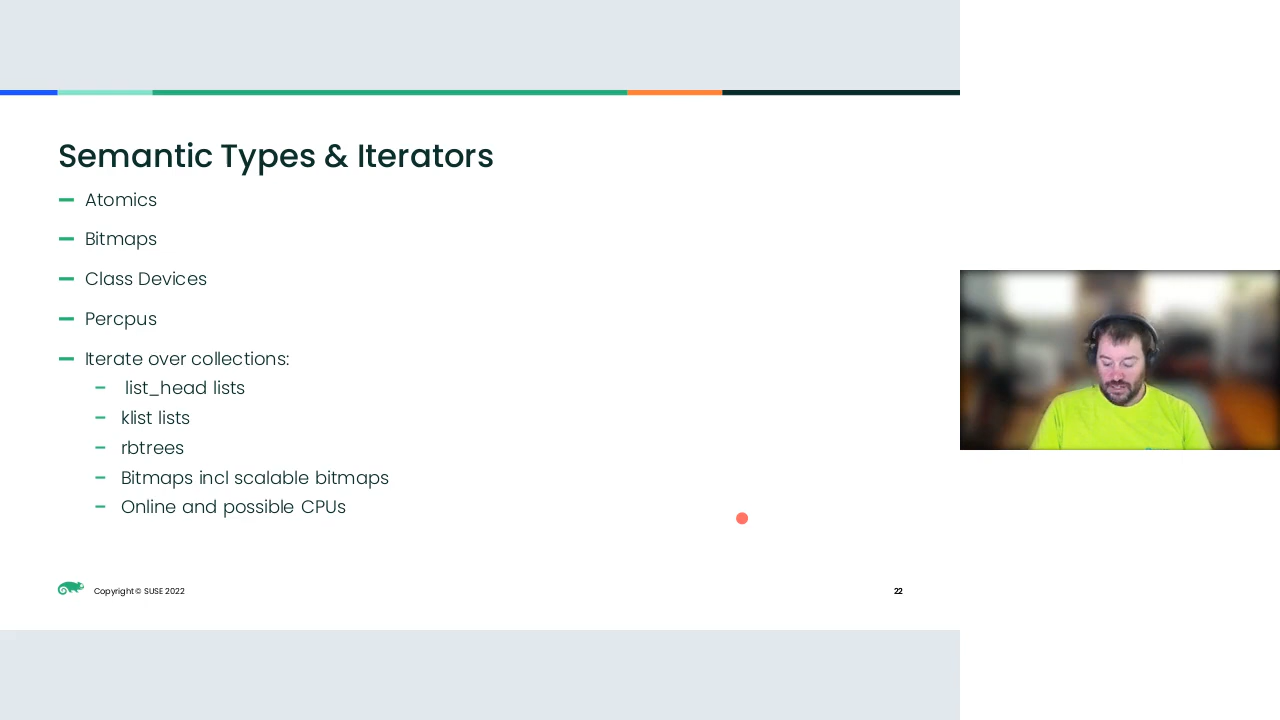 Semantic Types & Iterators
Atomics
Bitmaps
Class Devices
Percpus
Iterate over collections:
list_head lists
klist lists
rbtrees
Bitmaps incl scalable bitmaps
Online and possible CPUs
Copyright © SUSE 2022
22